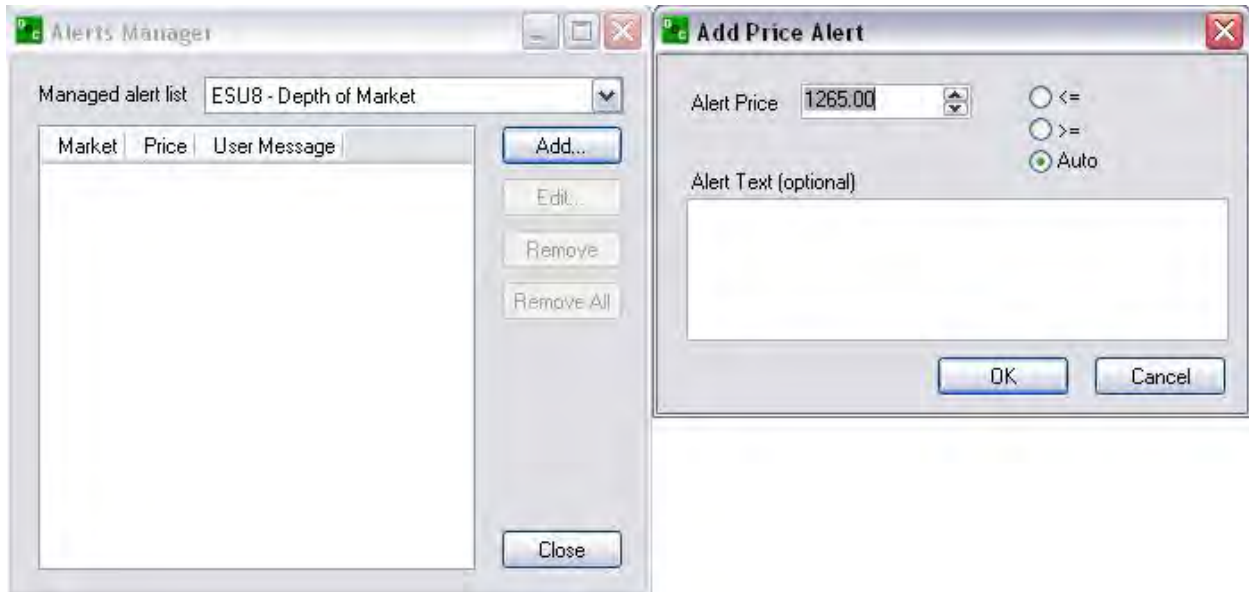 Alerts Manager
Managed alert list ESU8 - Depth of Market
Market Price User Message
Add...
Edit...
Remove
Remove All
Close
Add Price Alert
Alert Price 1265.00
<=
>=
Auto
Alert Text (optional)
OK Cancel